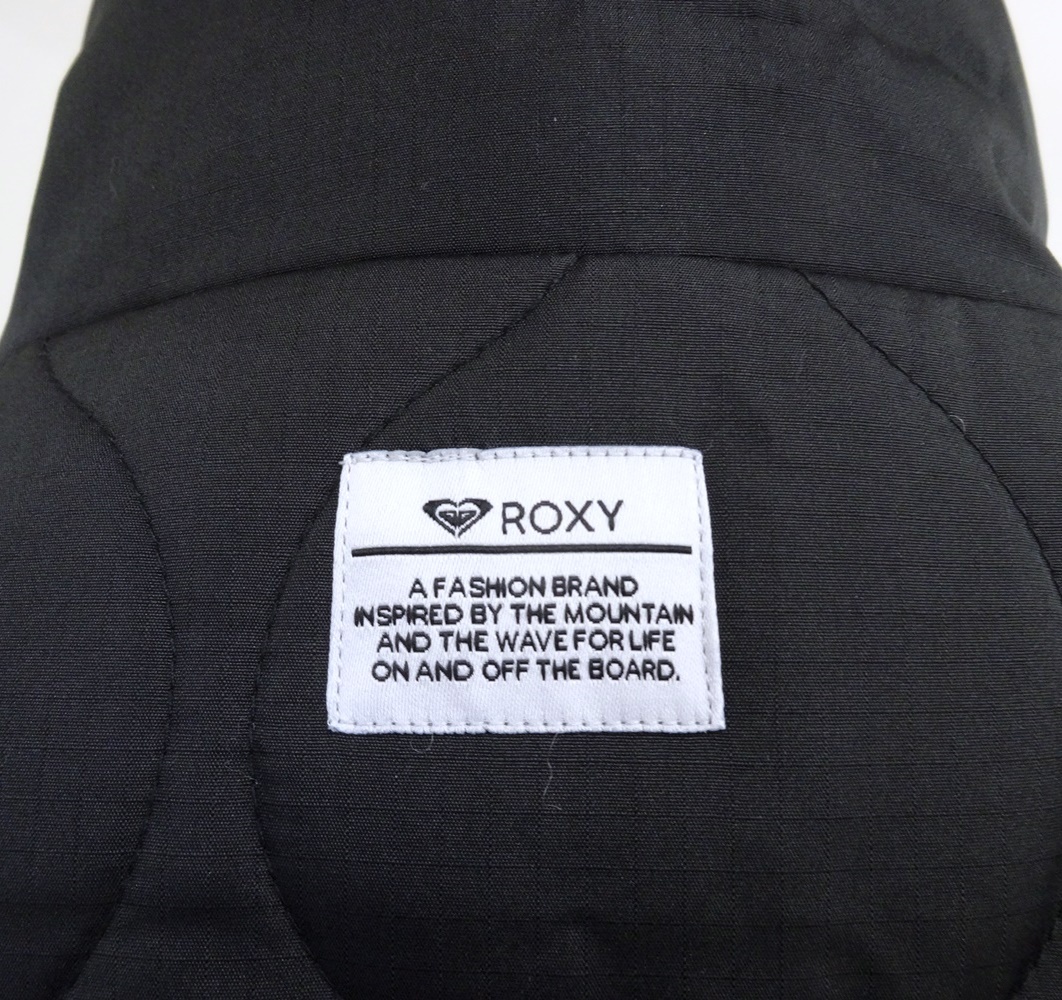 ROXY
A FASHION BRAND
INSPIRED BY THE MOUNTAIN
AND THE WAVE FOR LIFE
ON AND OFF THE BOARD.